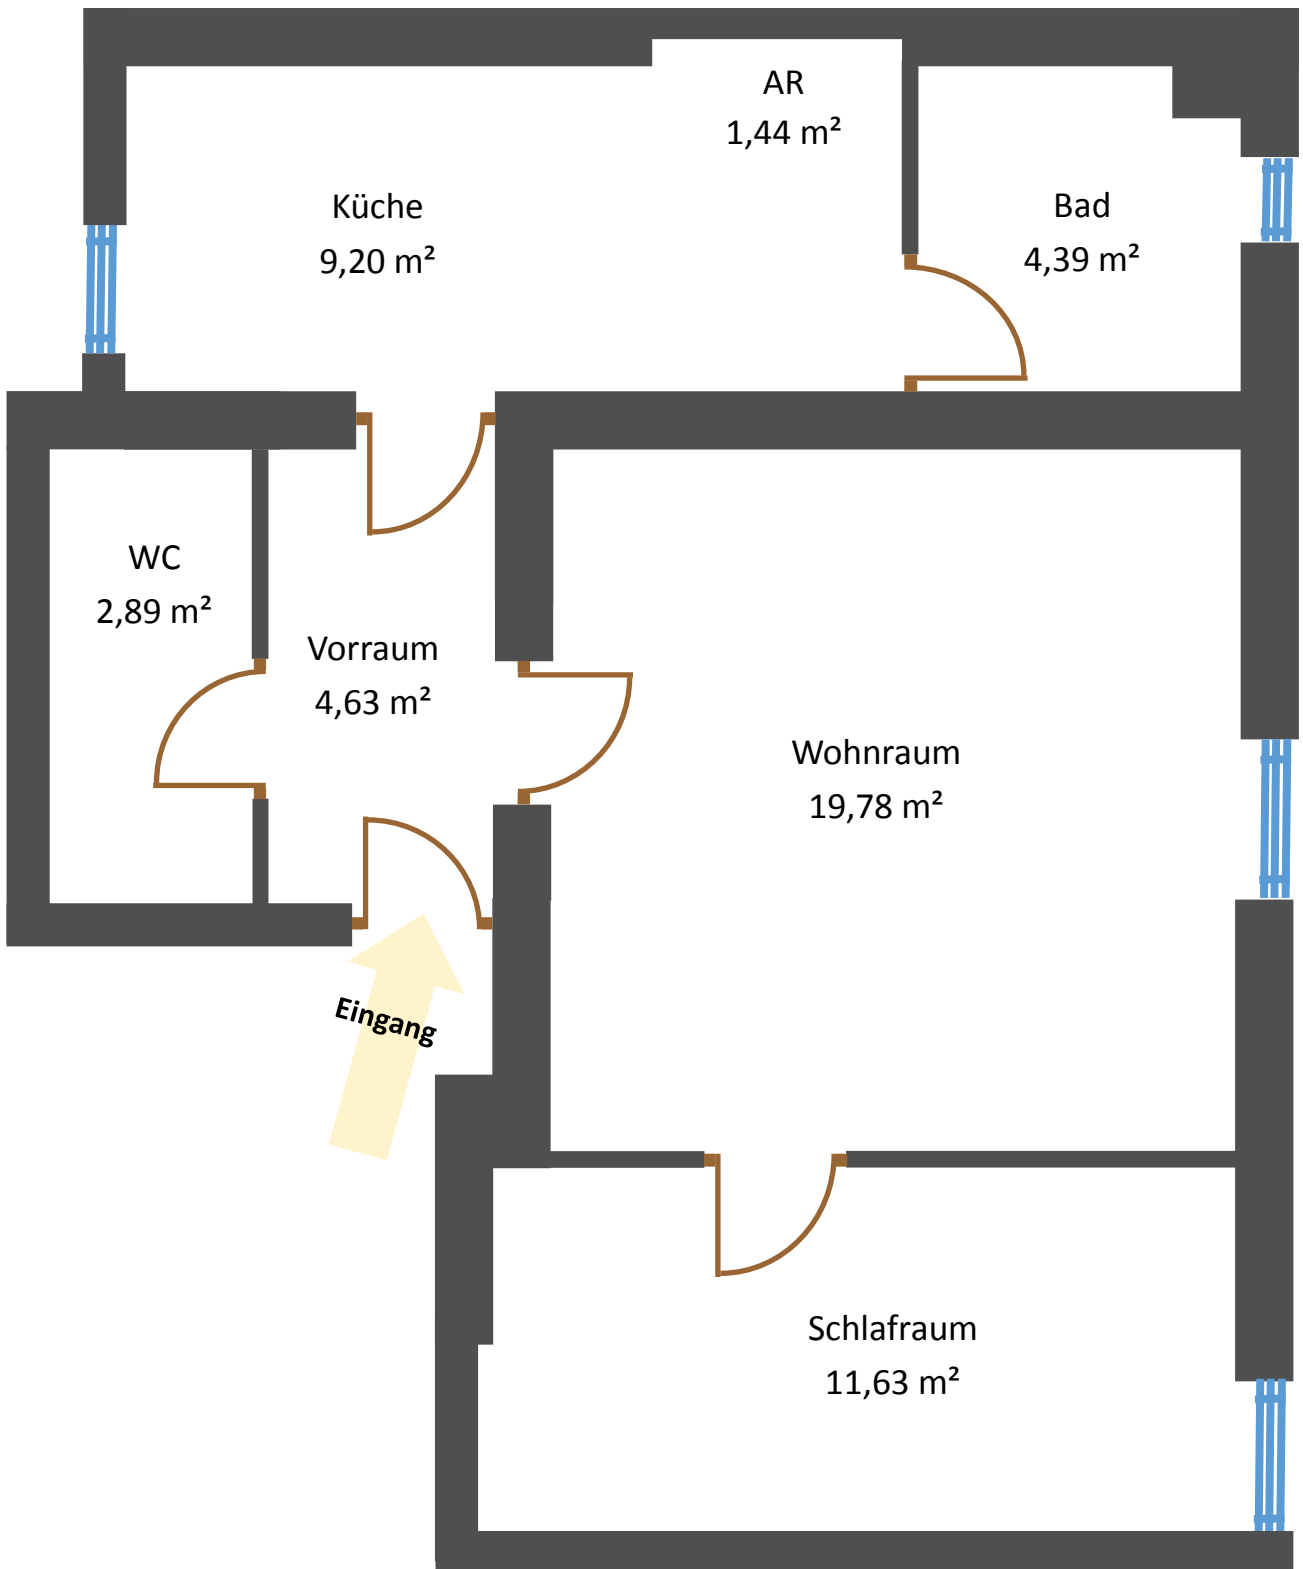 AR
1,44 m²
Küche
9,20 m²
Bad
4,39 m²
WC
2,89 m²
Vorraum
4,63 m²
Wohnraum
19,78 m²
Eingang
Schlafraum
11,63 m²